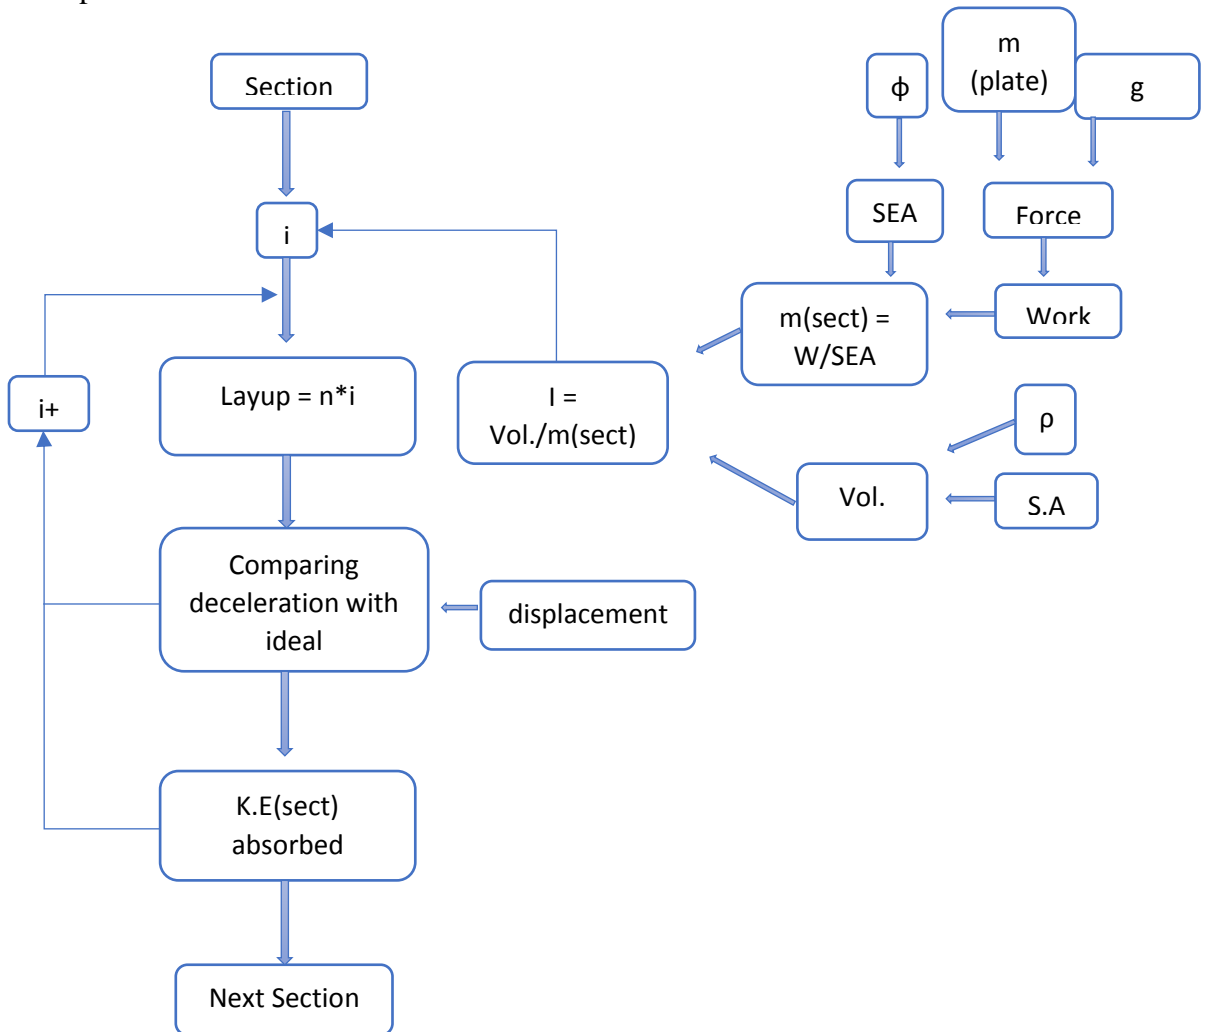 Section
i
Layup = n*i
i+
Comparing
deceleration with
ideal
displacement
K.E(sect)
absorbed
Next Section
I =
Vol./m(sect)
ϕ
m
(plate)
g
SEA
Force
m(sect) =
W/SEA
Work
ρ
Vol.
S.A